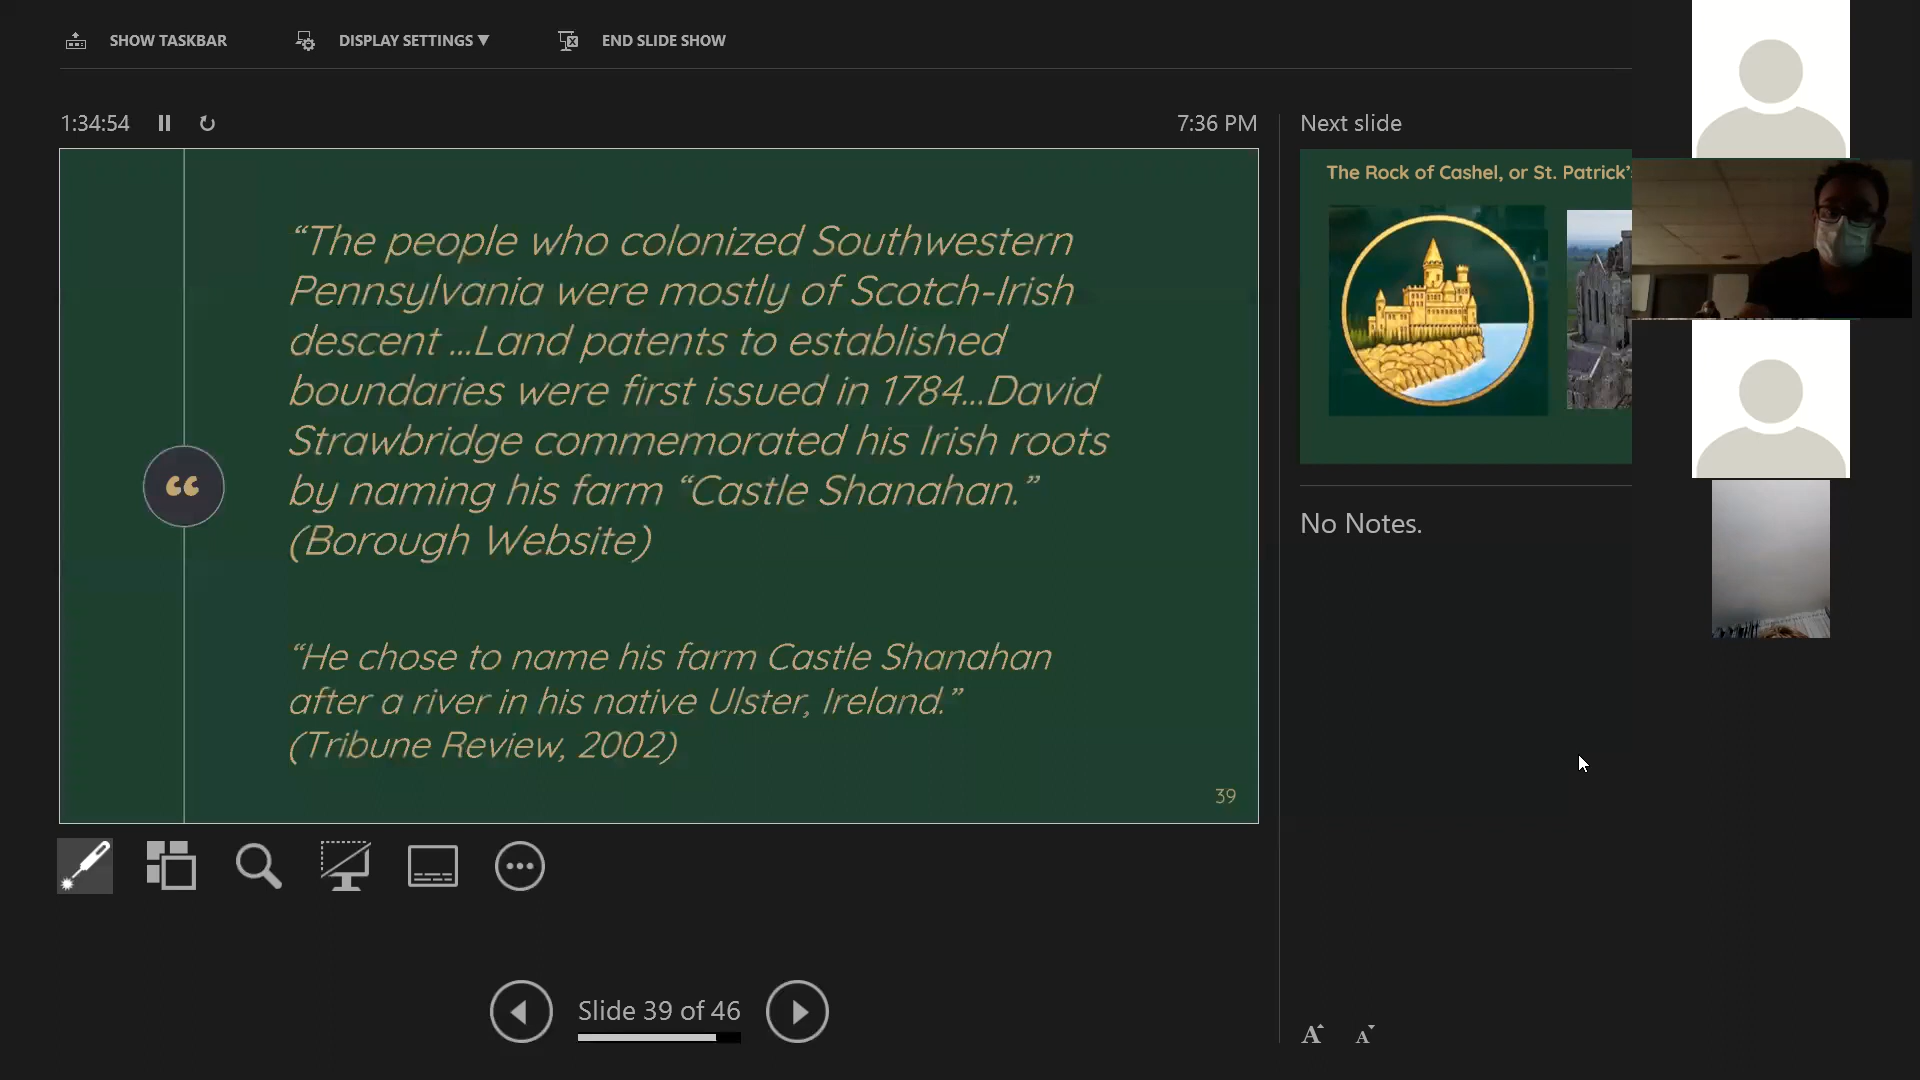 SHOW TASKBAR
DISPLAY SETTINGS ▼
END SLIDE SHOW
1:34:54
7:36 PM
“The people who colonized Southwestern
Pennsylvania were mostly of Scotch-Irish
descent ...Land patents to established
boundaries were first issued in 1784...David
Strawbridge commemorated his Irish roots
by naming his farm “Castle Shanahan.”
(Borough Website)
“He chose to name his farm Castle Shanahan
after a river in his native Ulster, Ireland.”
(Tribune Review, 2002)
39
Slide 39 of 46
Next slide
The Rock of Cashel, or St. Patrick’
No Notes.
A A